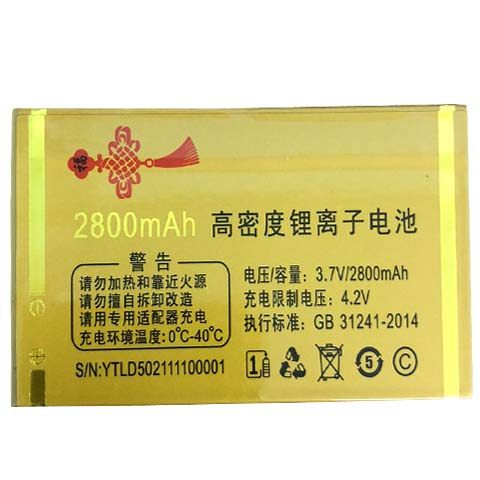 福
2800mAh 高密度锂离子电池
警告
请勿加热和靠近火源
请勿擅自拆卸改造
请用专用适配器充电
充电环境温度：0℃-40℃
S/N:YTLD502111100001
电压/容量：3.7V/2800mAh
充电限制电压：4.2V
执行标准：GB 31241-2014
1
5
C